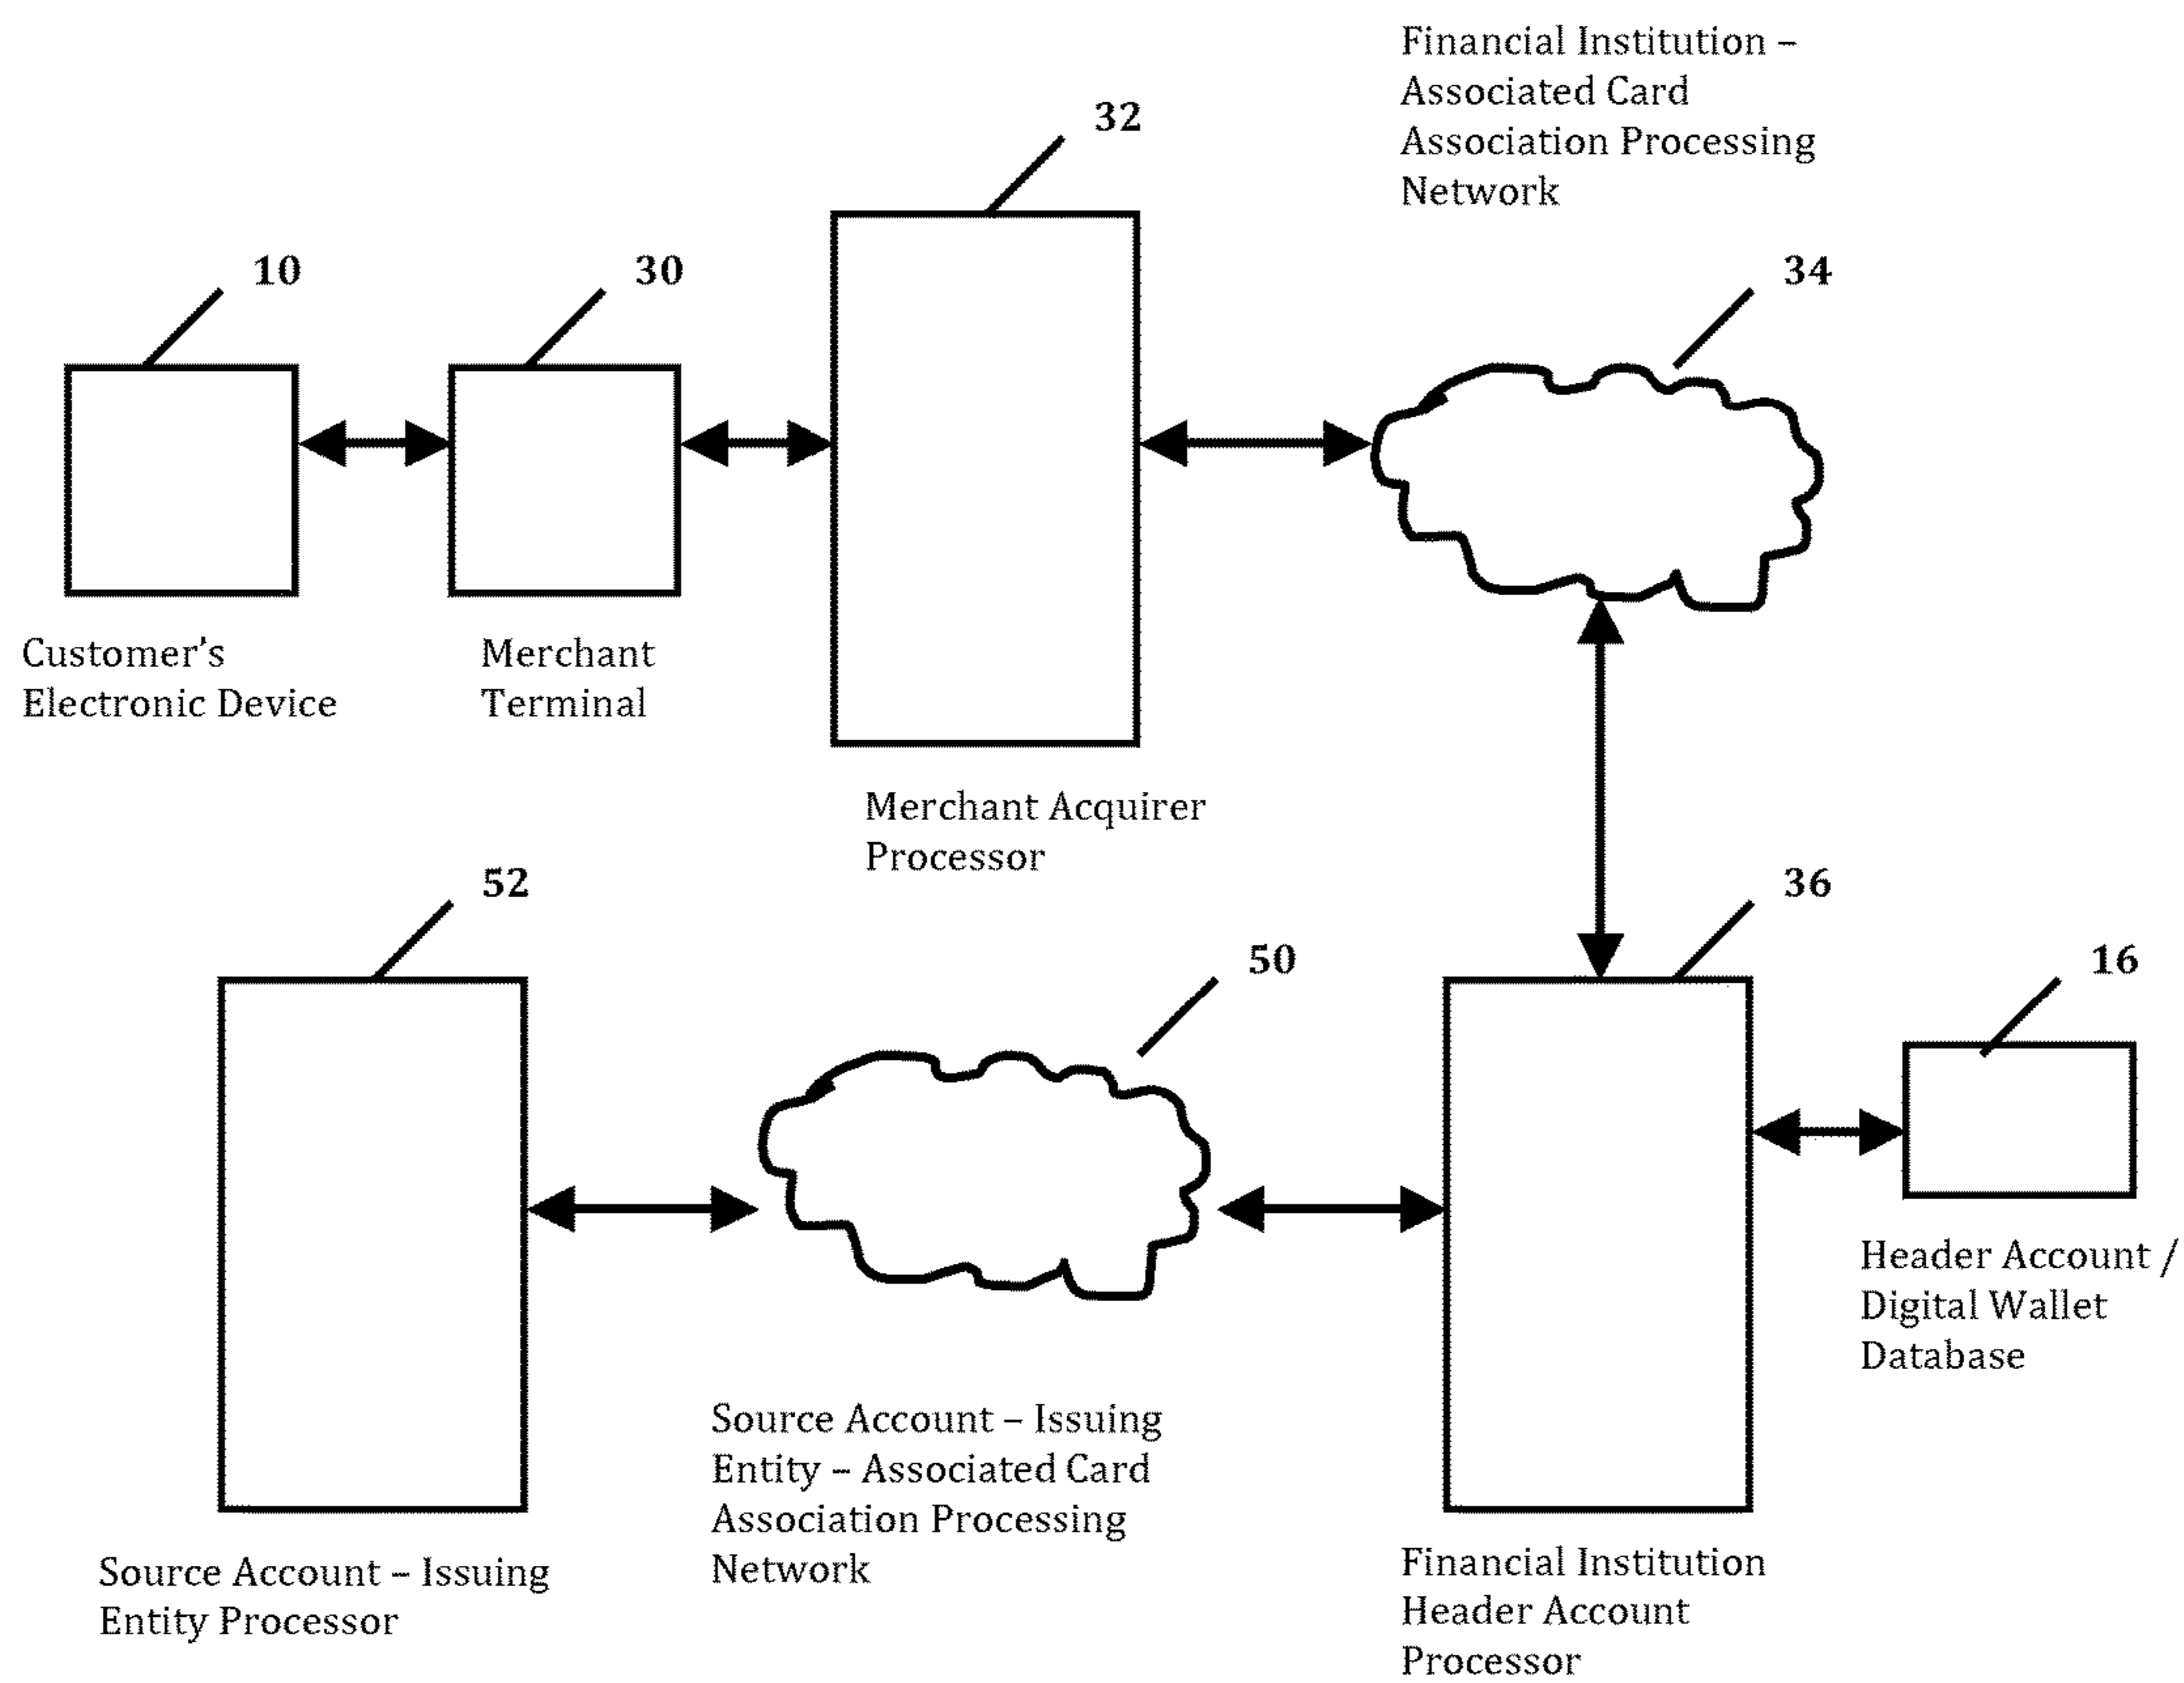 Financial Institution –
Associated Card
Association Processing
Network
32
10
30
34
Customer’s
Electronic Device
Merchant
Terminal
Merchant Acquirer
Processor
52
36
50
16
Header Account /
Digital Wallet
Database
Source Account – Issuing
Entity – Associated Card
Association Processing
Network
Source Account – Issuing
Entity Processor
Financial Institution
Header Account
Processor